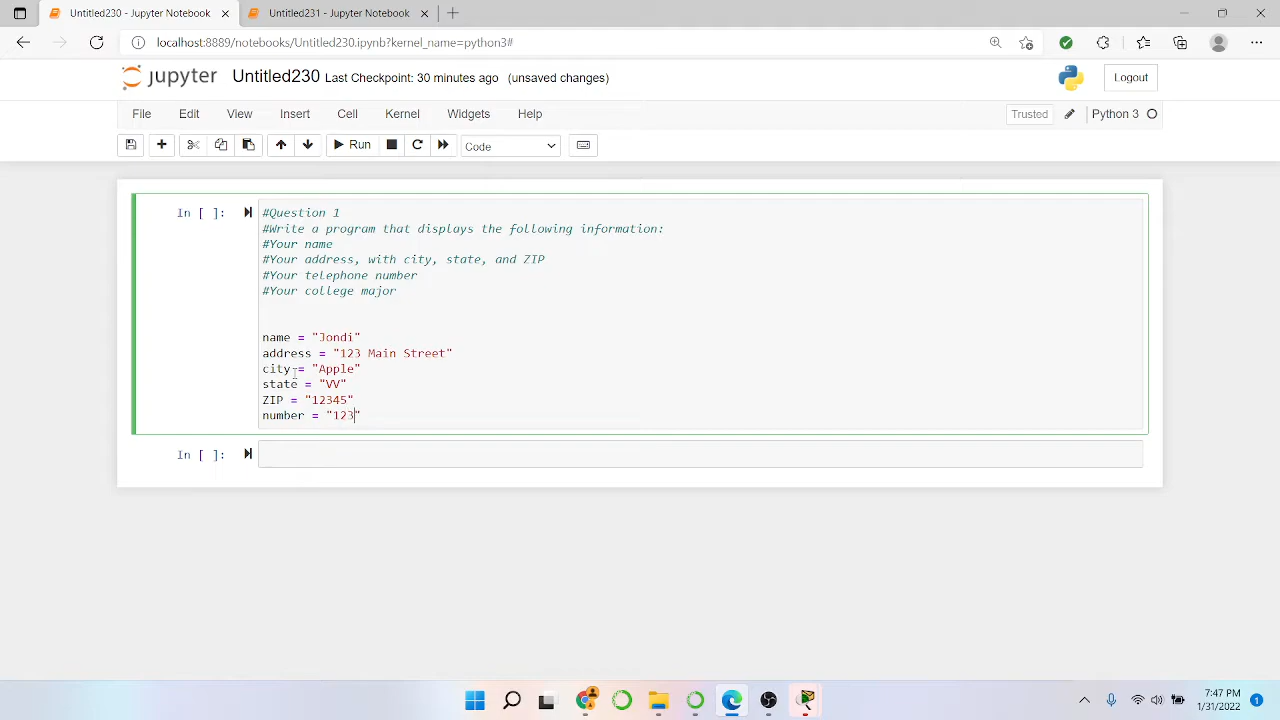 Untitled230 - Jupyter Notebook
Untitled231 - Jupyter Notebook
localhost:8889/notebooks/Untitled230.ipynb?kernel_name=python3#
jupyter Untitled230 Last Checkpoint: 30 minutes ago (unsaved changes)
Logout
File Edit View Insert Cell Kernel Widgets Help
Trusted Python 3
Run Code
In [ ]:
#Question 1
#Write a program that displays the following information:
#Your name
#Your address, with city, state, and ZIP
#Your telephone number
#Your college major
name = "Jondi"
address = "123 Main Street"
city = "Apple"
state = "VV"
ZIP = "12345"
number = "123"
In [ ]:
7:47 PM
1/31/2022
1